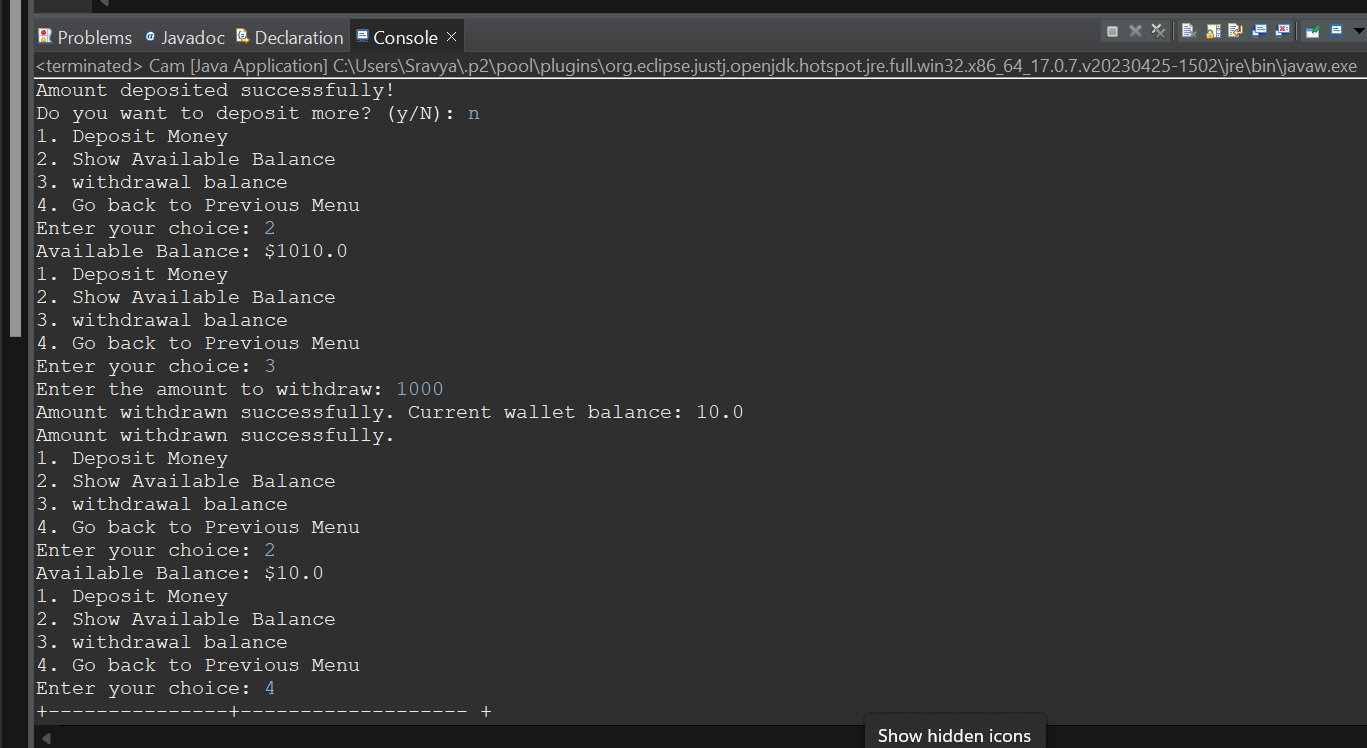 Problems Javadoc Declaration Console
<terminated> Cam [Java Application] C:\Users\Sravya\.p2\pool\plugins\org.eclipse.justj.openjdk.hotspot.jre.full.win32.x86_64_17.0.7.v20230425-1502\jre\bin\javaw.exe
Amount deposited successfully!
Do you want to deposit more? (y/N): n
1. Deposit Money
2. Show Available Balance
3. withdrawal balance
4. Go back to Previous Menu
Enter your choice: 2
Available Balance: $1010.0
1. Deposit Money
2. Show Available Balance
3. withdrawal balance
4. Go back to Previous Menu
Enter your choice: 3
Enter the amount to withdraw: 1000
Amount withdrawn successfully. Current wallet balance: 10.0
Amount withdrawn successfully.
1. Deposit Money
2. Show Available Balance
3. withdrawal balance
4. Go back to Previous Menu
Enter your choice: 2
Available Balance: $10.0
1. Deposit Money
2. Show Available Balance
3. withdrawal balance
4. Go back to Previous Menu
Enter your choice: 4
+---------------+------------------- +
Show hidden icons